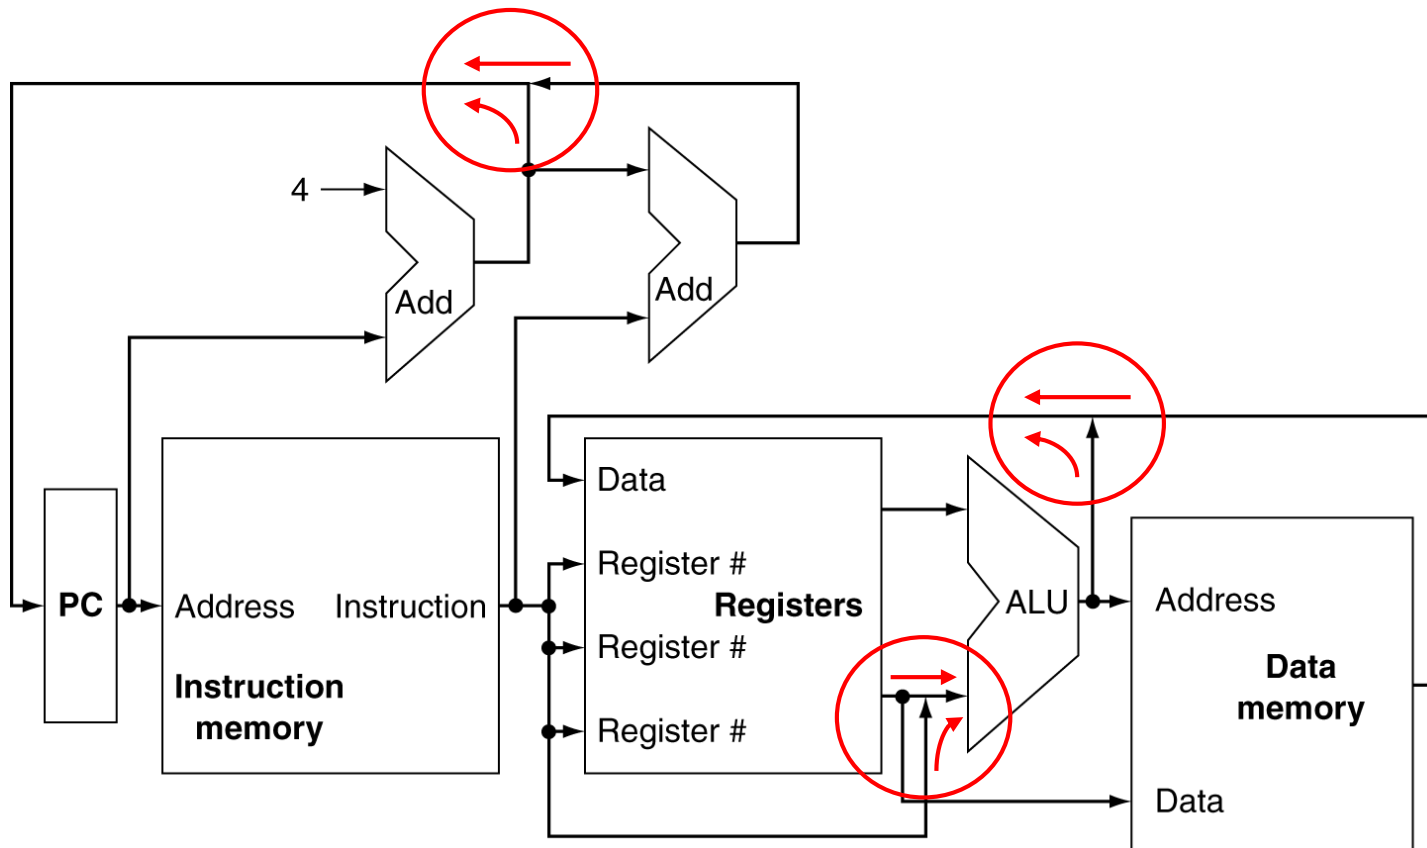 4
Add
Add
Data
Register #
Register #
Register #
Registers
PC
Address
Instruction
Instruction
memory
ALU
Address
Data
memory
Data